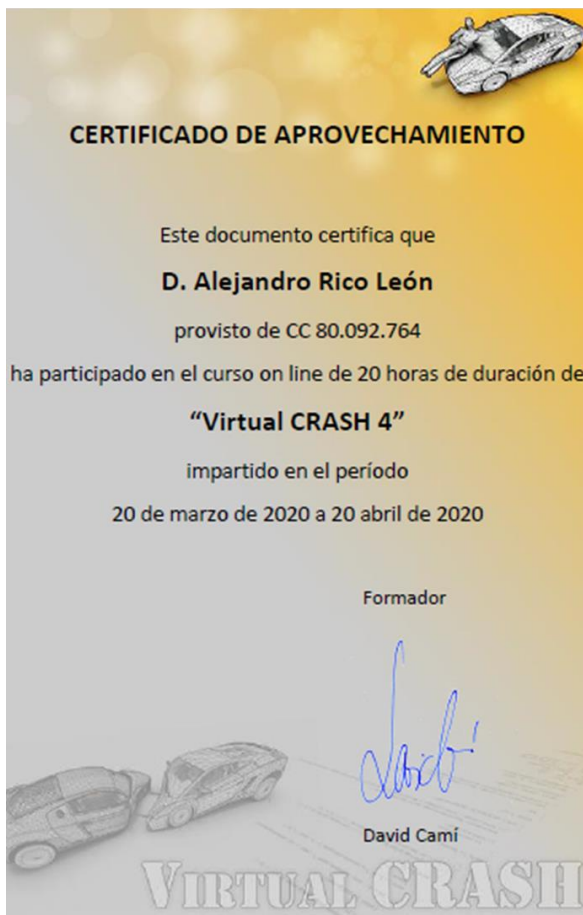 CERTIFICADO DE APROVECHAMIENTO
Este documento certifica que
D. Alejandro Rico León
provisto de CC 80.092.764
ha participado en el curso on line de 20 horas de duración de
“Virtual CRASH 4”
impartido en el período
20 de marzo de 2020 a 20 abril de 2020
Formador
David Camí
VIRTUAL CRASH